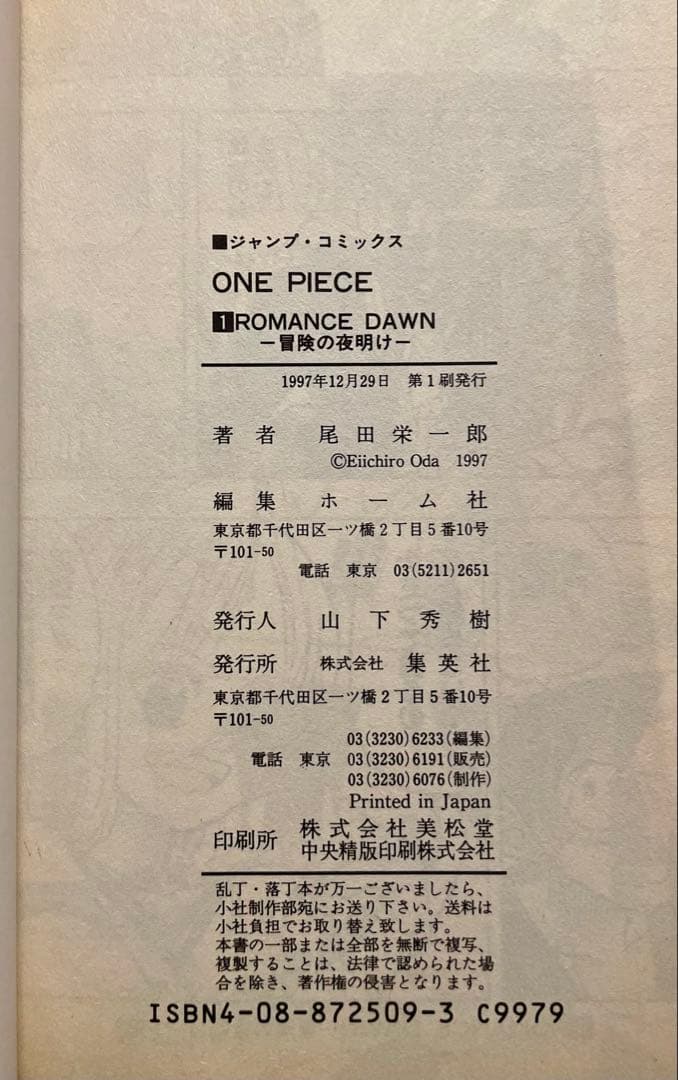 ■ジャンプ・コミックス
ONE PIECE
1 ROMANCE DAWN
―冒険の夜明け―
1997年12月29日 第1刷発行
著者 尾田栄一郎
©Eiichiro Oda 1997
編集 ホーム社
東京都千代田区一ツ橋2丁目5番10号
〒101-50
電話 東京 03(5211)2651
発行人 山下秀樹
発行所 株式会社 集英社
東京都千代田区一ツ橋2丁目5番10号
〒101-50
03(3230)6233(編集)
電話 東京 03(3230)6191(販売)
03(3230)6076(制作)
Printed in Japan
印刷所 株式会社美松堂
中央精版印刷株式会社
乱丁・落丁本が万一ございましたら、
小社制作部宛にお送り下さい。送料は
小社負担でお取り替え致します。
本書の一部または全部を無断で複写、
複製することは、法律で認められた場
合を除き、著作権の侵害となります。
ISBN4-08-872509-3 C9979